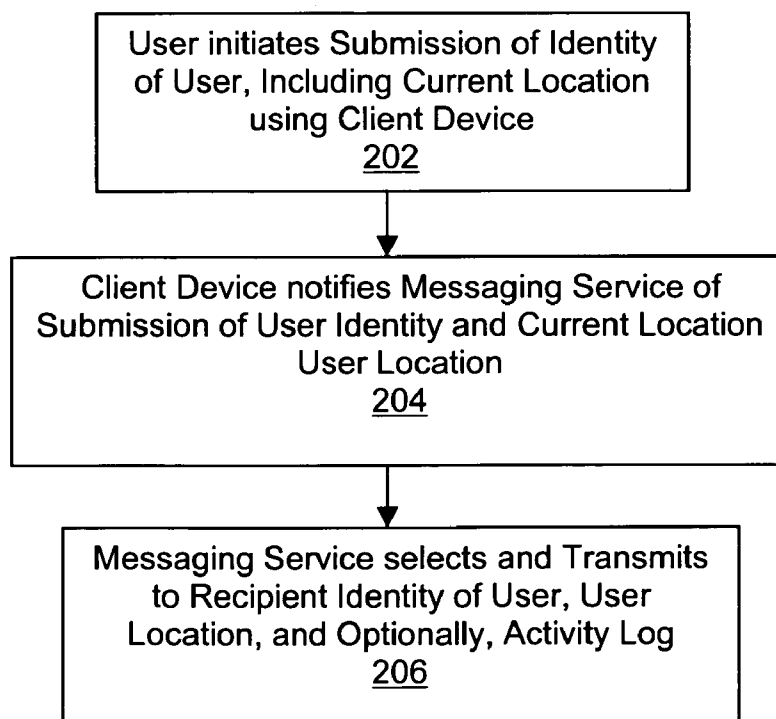 User initiates Submission of Identity
of User, Including Current Location
using Client Device
202
Client Device notifies Messaging Service of
Submission of User Identity and Current Location
User Location
204
Messaging Service selects and Transmits
to Recipient Identity of User, User
Location, and Optionally, Activity Log
206